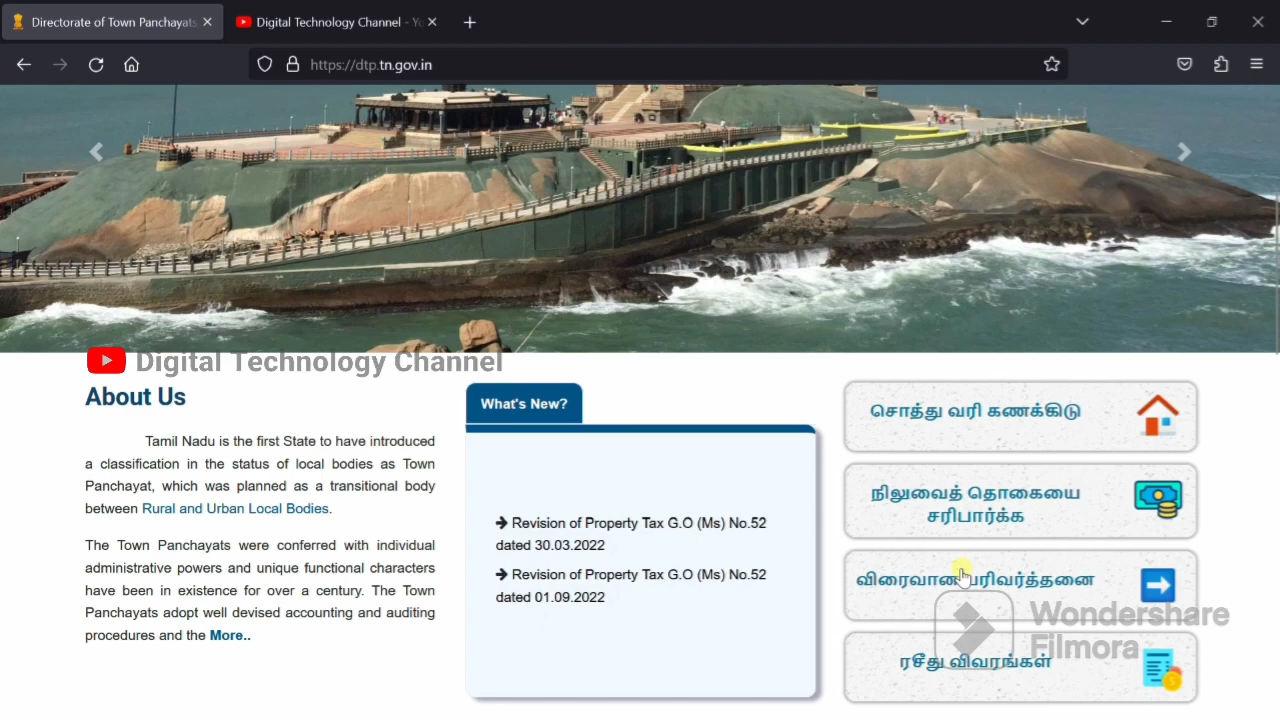 Directorate of Town Panchayats
Digital Technology Channel - Yo
https://dtp.tn.gov.in
Digital Technology Channel
About Us
Tamil Nadu is the first State to have introduced
a classification in the status of local bodies as Town
Panchayat, which was planned as a transitional body
between Rural and Urban Local Bodies.
The Town Panchayats were conferred with individual
administrative powers and unique functional characters
have been in existence for over a century. The Town
Panchayats adopt well devised accounting and auditing
procedures and the More..
What's New?
Revision of Property Tax G.O (Ms) No.52
dated 30.03.2022
Revision of Property Tax G.O (Ms) No.52
dated 01.09.2022
சொத்து வரி கணக்கிடு
நிலுவைத் தொகையை
சரிபார்க்க
விரைவான பரிவர்த்தனை
ரசீது விவரங்கள்
Wondershare
Filmora